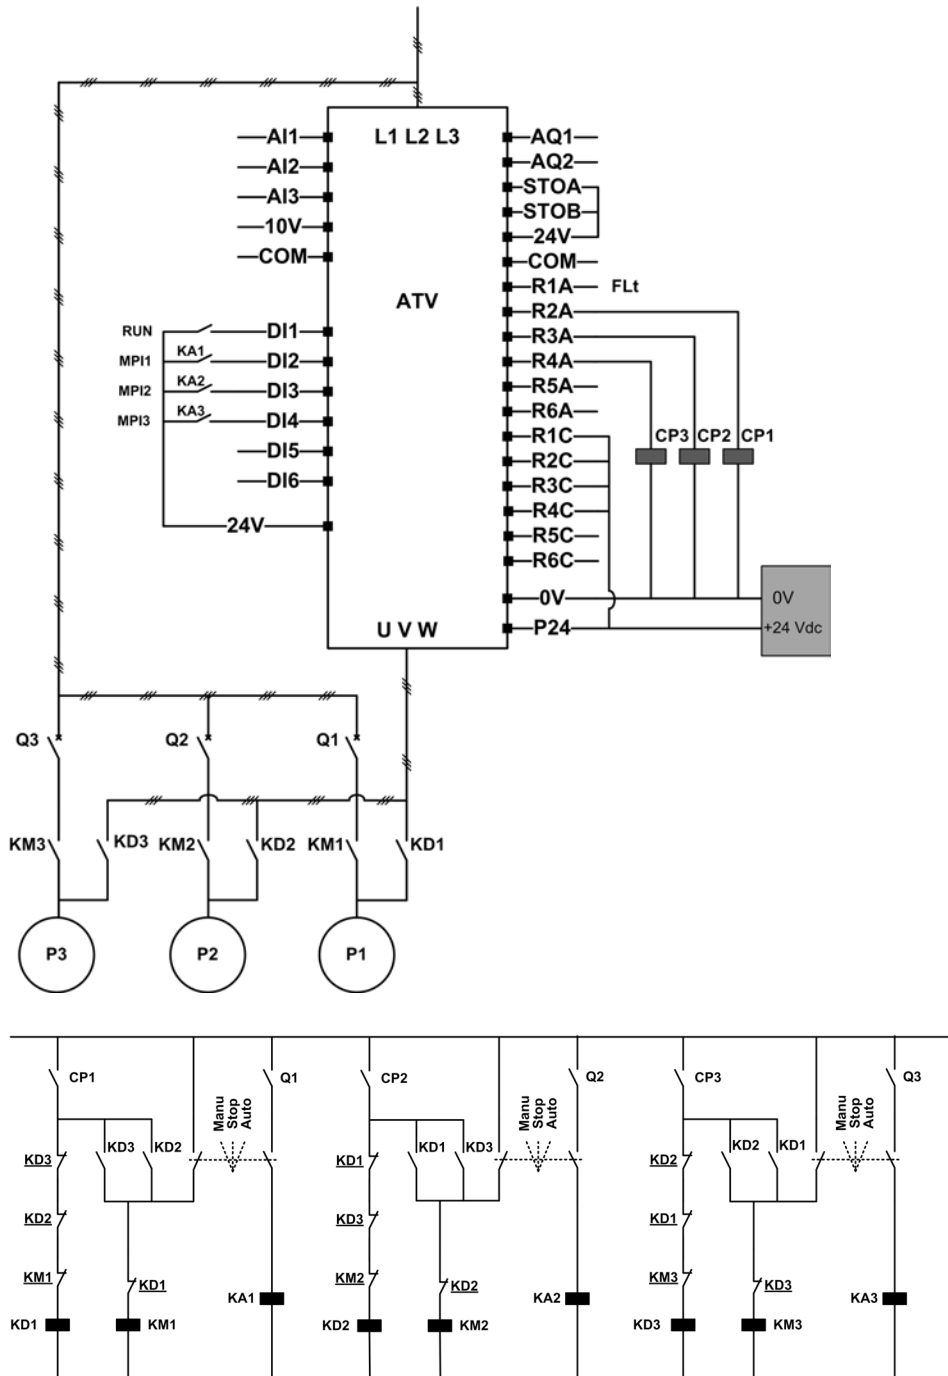 L1 L2 L3
AI1
AI2
AI3
10V
COM
AQ1
AQ2
STOA
STOB
24V
COM
ATV
R1A FLt
R2A
R3A
R4A
R5A
R6A
RUN DI1
MPI1 KA1 DI2
MPI2 KA2 DI3
MPI3 KA3 DI4
DI5
DI6
24V
R1C
R2C
R3C
R4C
R5C
R6C
CP3 CP2 CP1
0V 0V
P24 +24 Vdc
U V W
Q3 Q2 Q1
KM3 KD3 KM2 KD2 KM1 KD1
P3 P2 P1
CP1 Q1 CP2 Q2 CP3 Q3
Manu
Stop
Auto
Manu
Stop
Auto
Manu
Stop
Auto
KD3 KD3 KD2 KD1 KD1 KD3 KD2 KD2 KD1
KD2 KD3 KD1
KM1 KD1 KM2 KD2 KM3 KD3
KA1 KA2 KA3
KD1 KM1 KD2 KM2 KD3 KM3